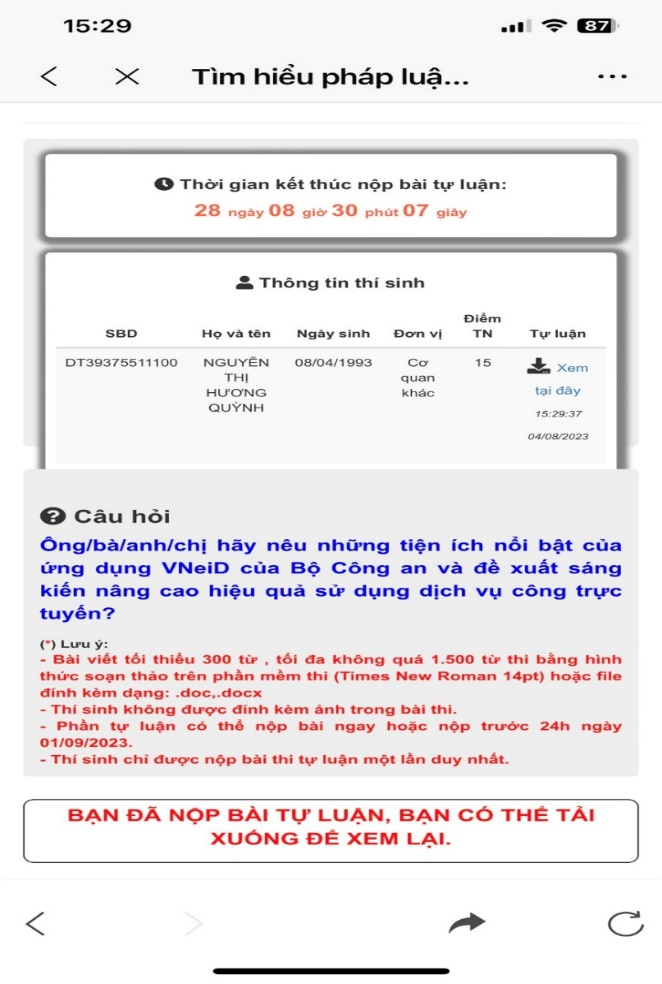 15:29
87
Tìm hiểu pháp luậ...
Thời gian kết thúc nộp bài tự luận:
28 ngày 08 giờ 30 phút 07 giây
Thông tin thí sinh
SBD Họ và tên Ngày sinh Đơn vị Điểm TN Tự luận
DT39375511100 NGUYỄN THỊ HƯƠNG QUỲNH 08/04/1993 Cơ quan khác 15 Xem tại đây
15:29:37
04/08/2023
Câu hỏi
Ông/bà/anh/chị hãy nêu những tiện ích nổi bật của
ứng dụng VNeiD của Bộ Công an và đề xuất sáng
kiến nâng cao hiệu quả sử dụng dịch vụ công trực
tuyến?
(*) Lưu ý:
- Bài viết tối thiểu 300 từ , tối đa không quá 1.500 từ thi bằng hình
thức soạn thảo trên phần mềm thi (Times New Roman 14pt) hoặc file
đính kèm dạng: .doc,.docx
- Thí sinh không được đính kèm ảnh trong bài thi.
- Phần tự luận có thể nộp bài ngay hoặc nộp trước 24h ngày
01/09/2023.
- Thí sinh chỉ được nộp bài thi tự luận một lần duy nhất.
BẠN ĐÃ NỘP BÀI TỰ LUẬN, BẠN CÓ THỂ TẢI
XUỐNG ĐỂ XEM LẠI.